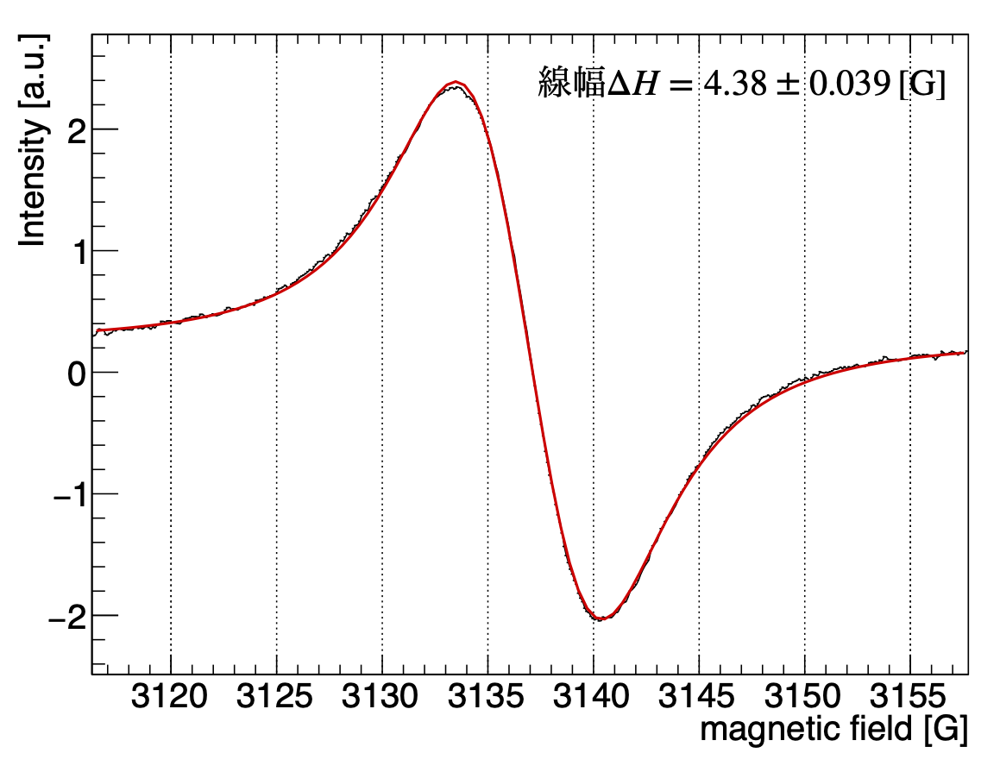 Intensity [a.u.]
線幅ΔH = 4.38 ± 0.039 [G]
2
1
0
−1
−2
3120 3125 3130 3135 3140 3145 3150 3155
magnetic field [G]